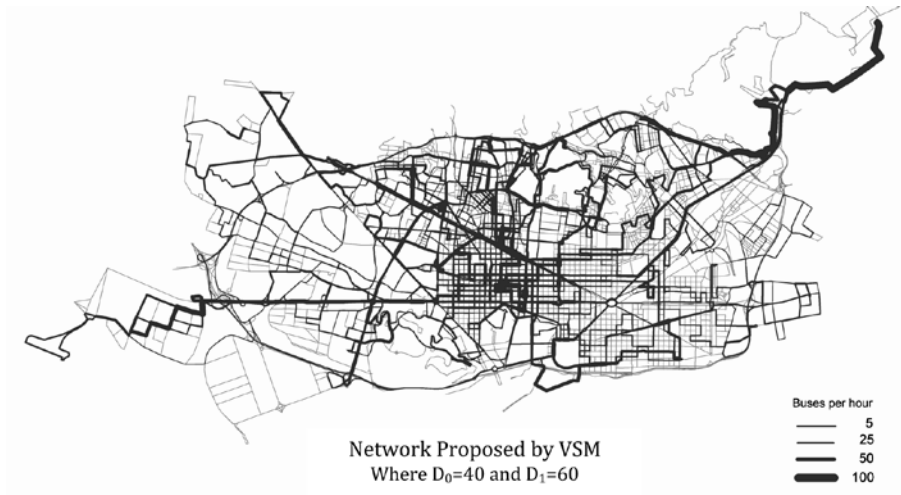 Buses per hour
5
25
50
100
Network Proposed by VSM
Where D₀=40 and D₁=60